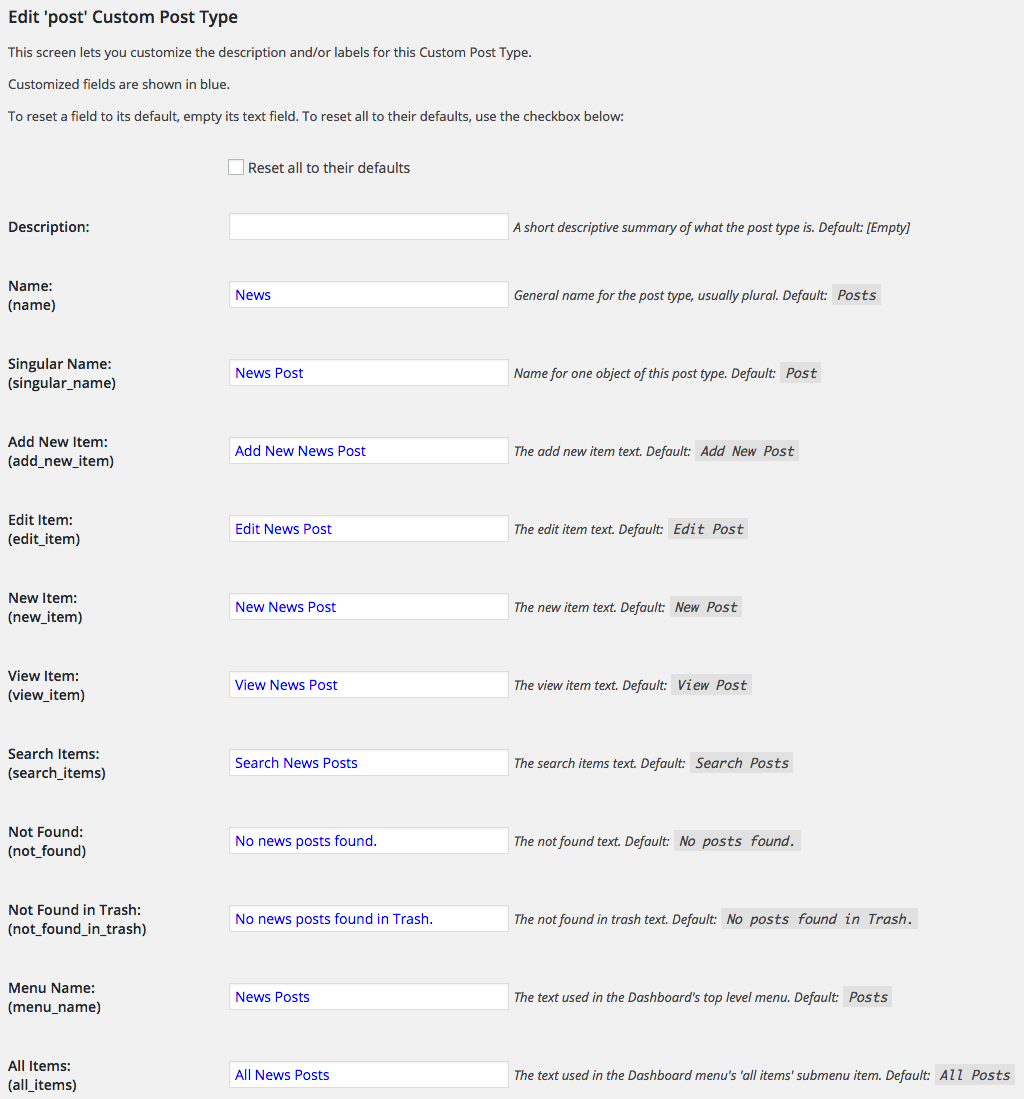 Edit 'post' Custom Post Type
This screen lets you customize the description and/or labels for this Custom Post Type.
Customized fields are shown in blue.
To reset a field to its default, empty its text field. To reset all to their defaults, use the checkbox below:
Reset all to their defaults
Description:
A short descriptive summary of what the post type is. Default: [Empty]
Name:
(name)
News
General name for the post type, usually plural. Default: Posts
Singular Name:
(singular_name)
News Post
Name for one object of this post type. Default: Post
Add New Item:
(add_new_item)
Add New News Post
The add new item text. Default: Add New Post
Edit Item:
(edit_item)
Edit News Post
The edit item text. Default: Edit Post
New Item:
(new_item)
New News Post
The new item text. Default: New Post
View Item:
(view_item)
View News Post
The view item text. Default: View Post
Search Items:
(search_items)
Search News Posts
The search items text. Default: Search Posts
Not Found:
(not_found)
No news posts found.
The not found text. Default: No posts found.
Not Found in Trash:
(not_found_in_trash)
No news posts found in Trash.
The not found in trash text. Default: No posts found in Trash.
Menu Name:
(menu_name)
News Posts
The text used in the Dashboard's top level menu. Default: Posts
All Items:
(all_items)
All News Posts
The text used in the Dashboard menu's 'all items' submenu item. Default: All Posts